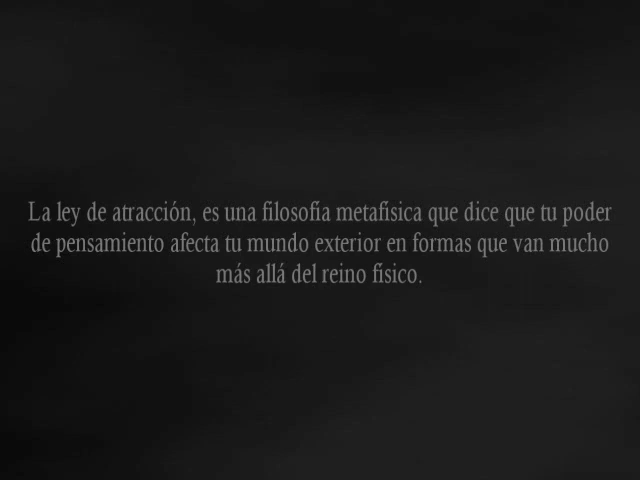 La ley de atracción, es una filosofía metafísica que dice que tu poder
de pensamiento afecta tu mundo exterior en formas que van mucho
más allá del reino físico.